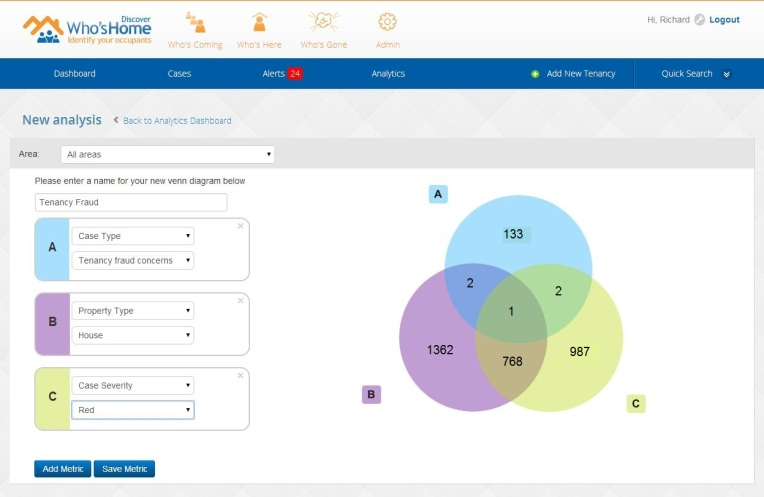 Discover
Who'sHome
Identify your occupants
Who's Coming
Who's Here
Who's Gone
Admin
Hi, Richard
Logout
Dashboard
Cases
Alerts 24
Analytics
Add New Tenancy
Quick Search
New analysis
Back to Analytics Dashboard
Area:
All areas
Please enter a name for your new venn diagram below
Tenancy Fraud
A
Case Type
Tenancy fraud concerns
B
Property Type
House
C
Case Severity
Red
Add Metric
Save Metric
A
133
2
2
1
1362
768
987
B
C